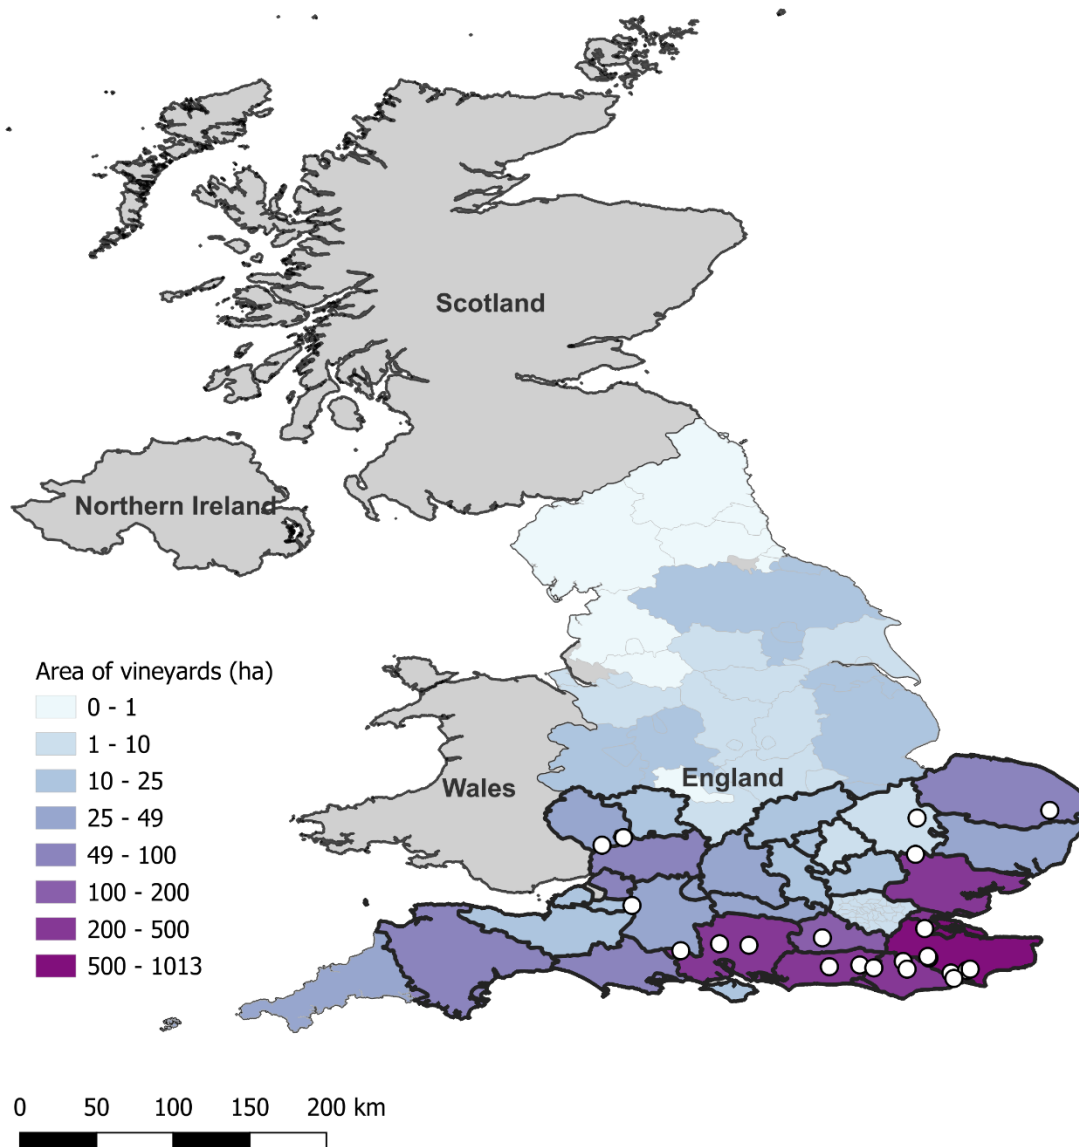 Scotland
Northern Ireland
Area of vineyards (ha)
0 - 1
1 - 10
10 - 25
25 - 49
49 - 100
100 - 200
200 - 500
500 - 1013
England
Wales
0 50 100 150 200 km